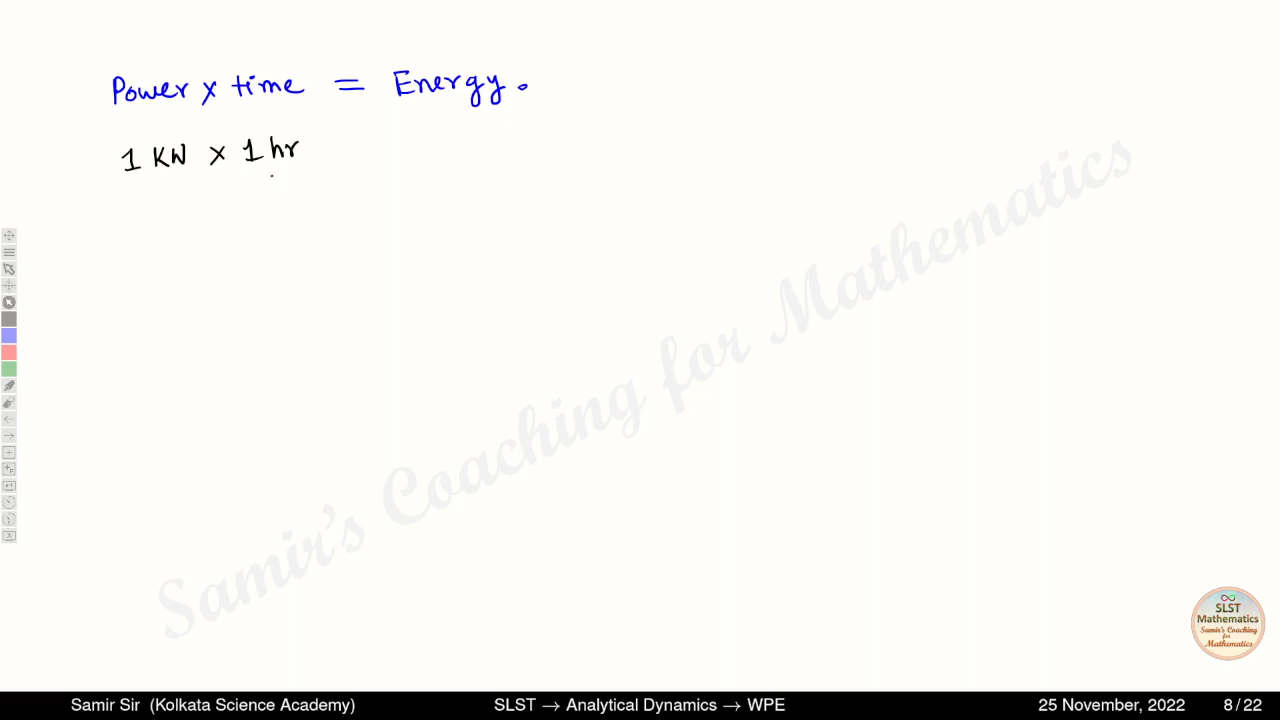 Power x time = Energy.
1 KW x 1 hr
Samir's Coaching for Mathematics
∞
SLST
Mathematics
Samir's Coaching
for
Mathematics
Samir Sir (Kolkata Science Academy) SLST → Analytical Dynamics → WPE 25 November, 2022 8 / 22